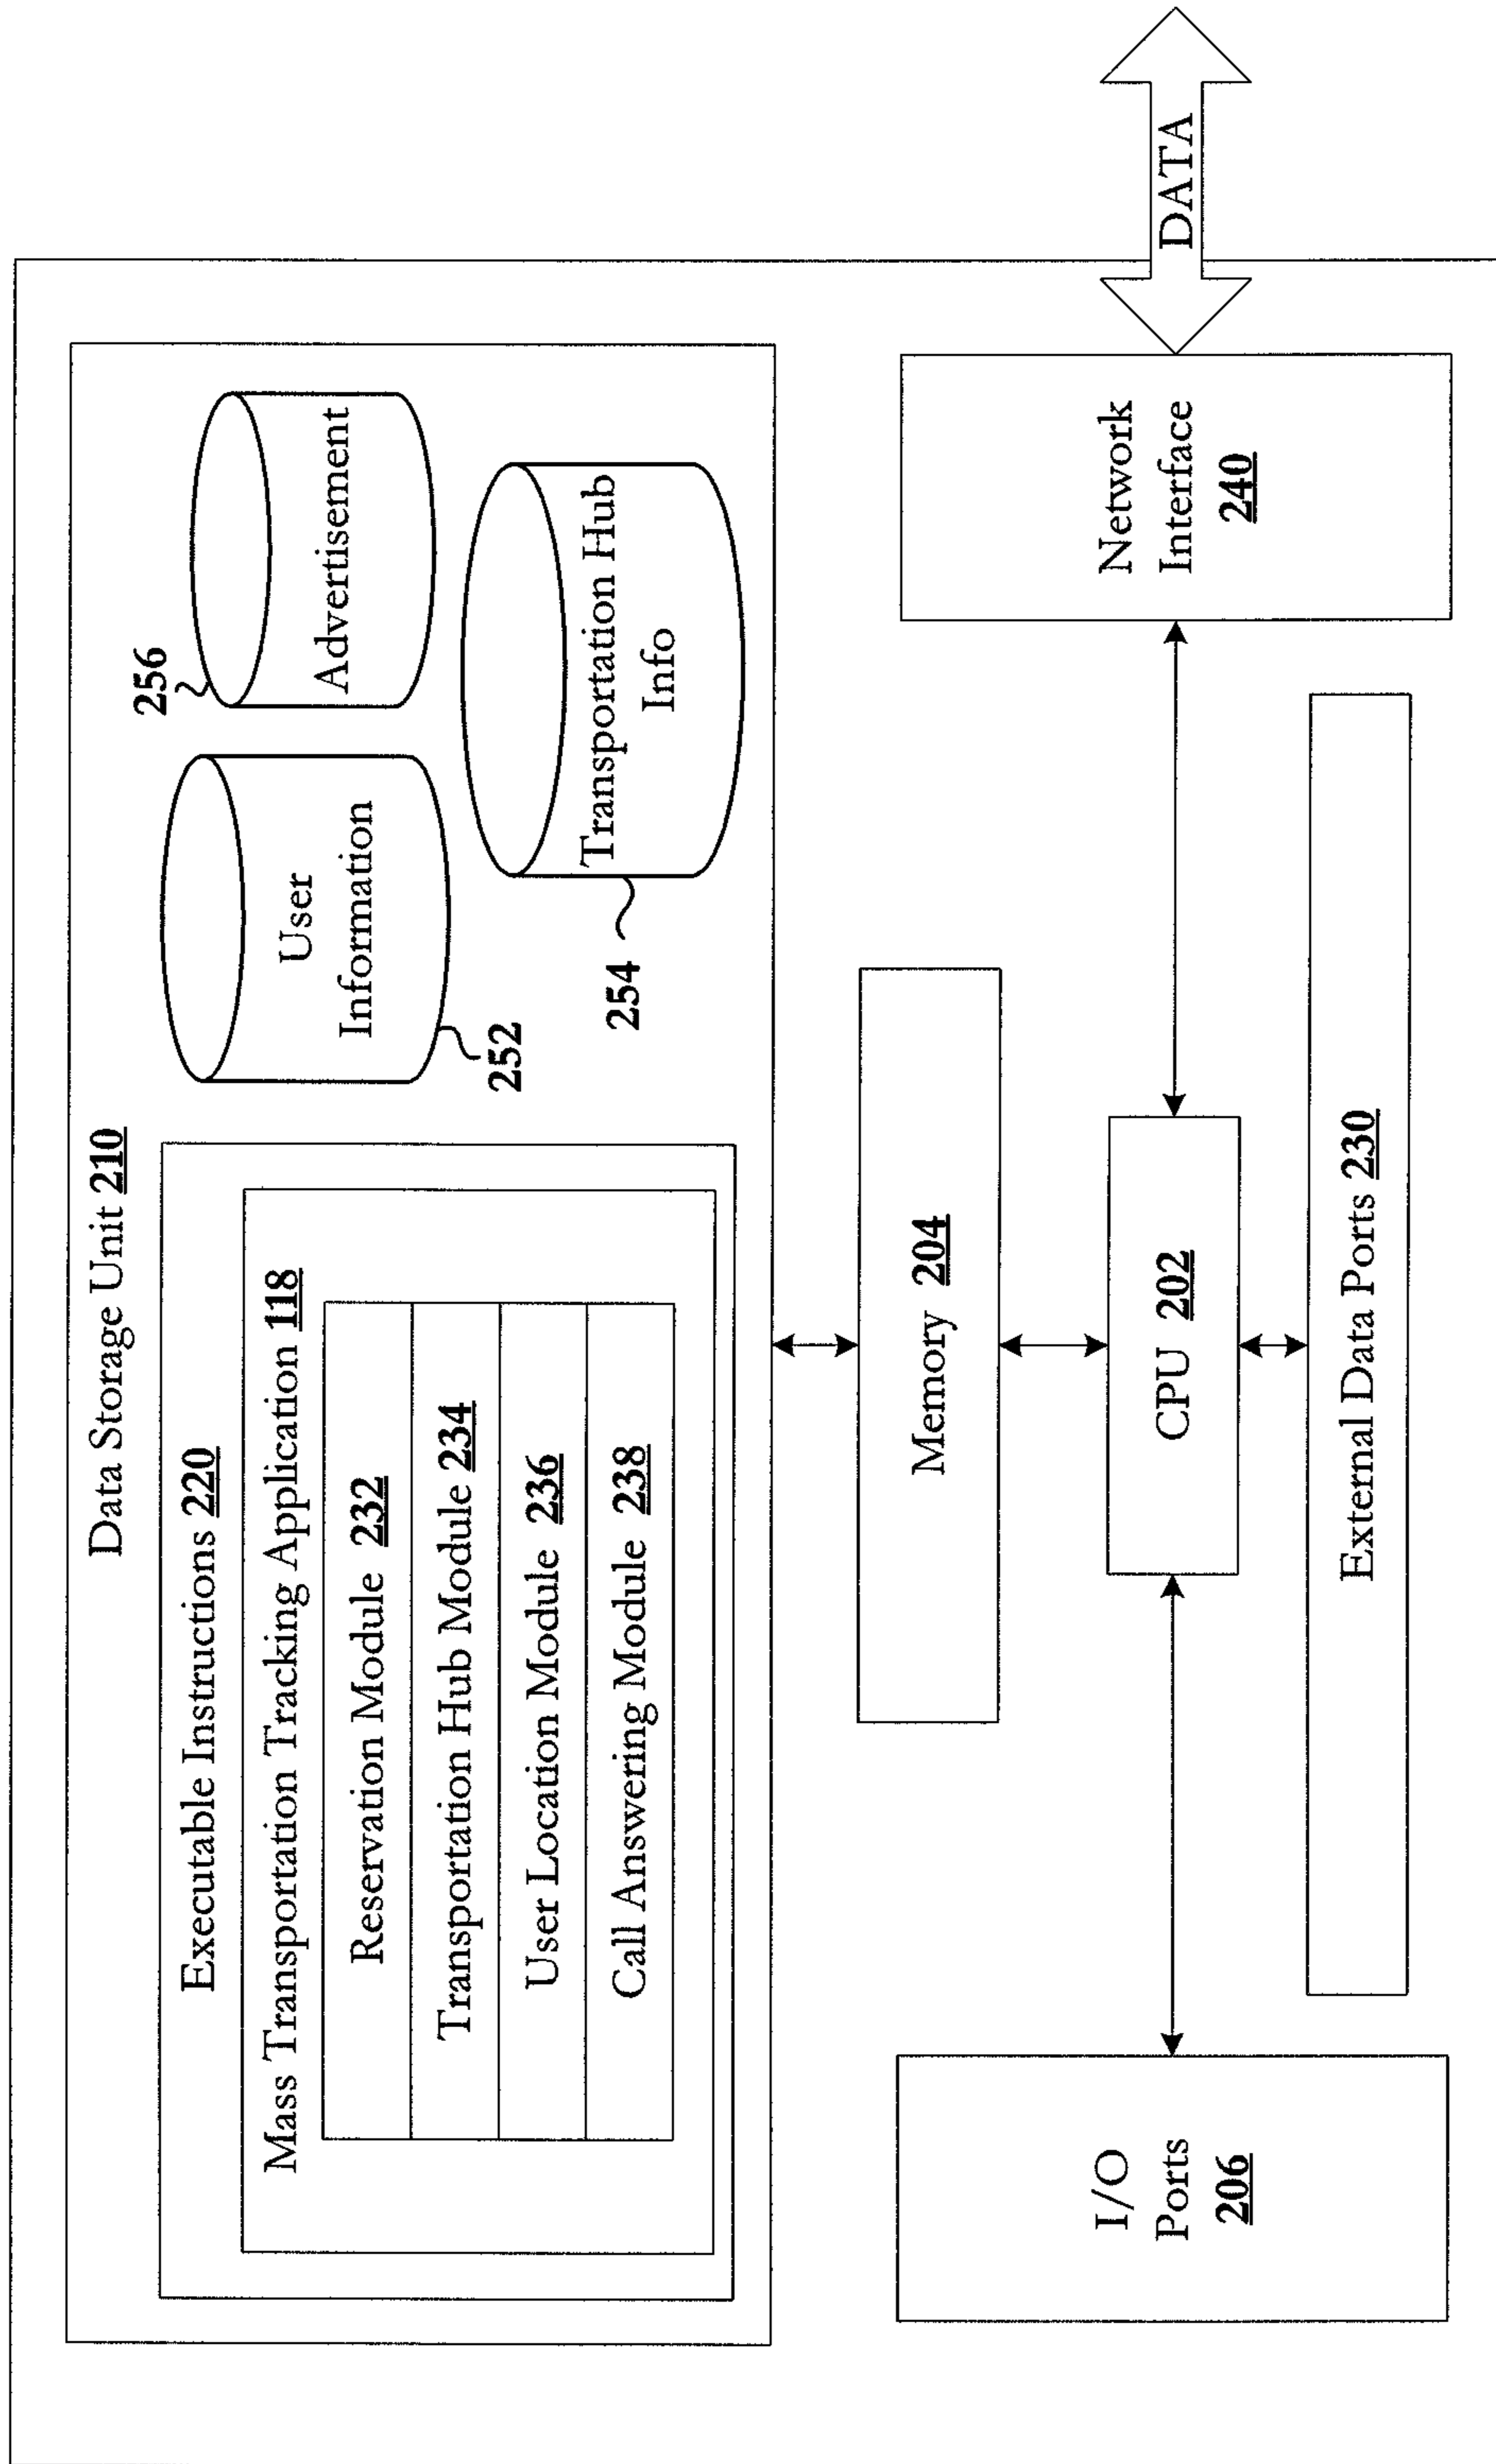 Data Storage Unit 210
Executable Instructions 220
Mass Transportation Tracking Application 118
Reservation Module 232
Transportation Hub Module 234
User Location Module 236
Call Answering Module 238
User
Information
252
256
Advertisement
Transportation Hub
Info
254
Memory 204
I/O
Ports
206
CPU 202
Network
Interface
240
DATA
External Data Ports 230